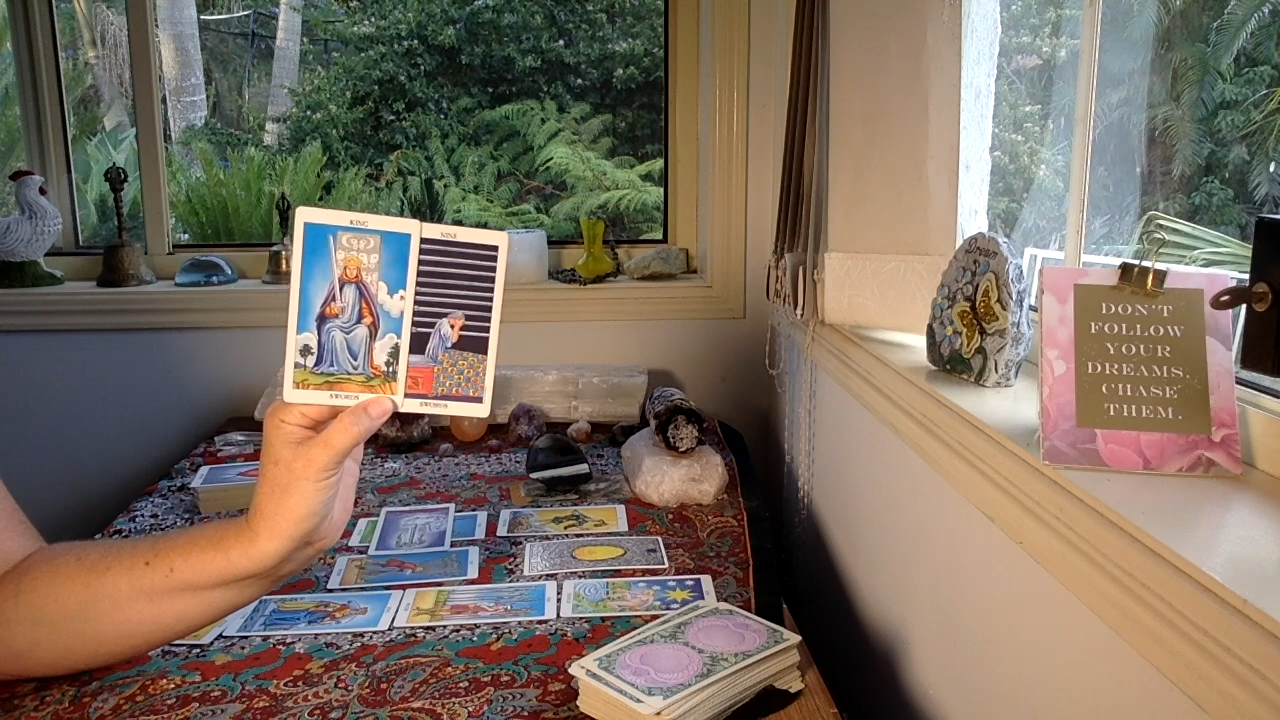 KING
SWORDS
NINE
SWORDS
Dream
DON'T
FOLLOW
YOUR
DREAMS.
CHASE
THEM.